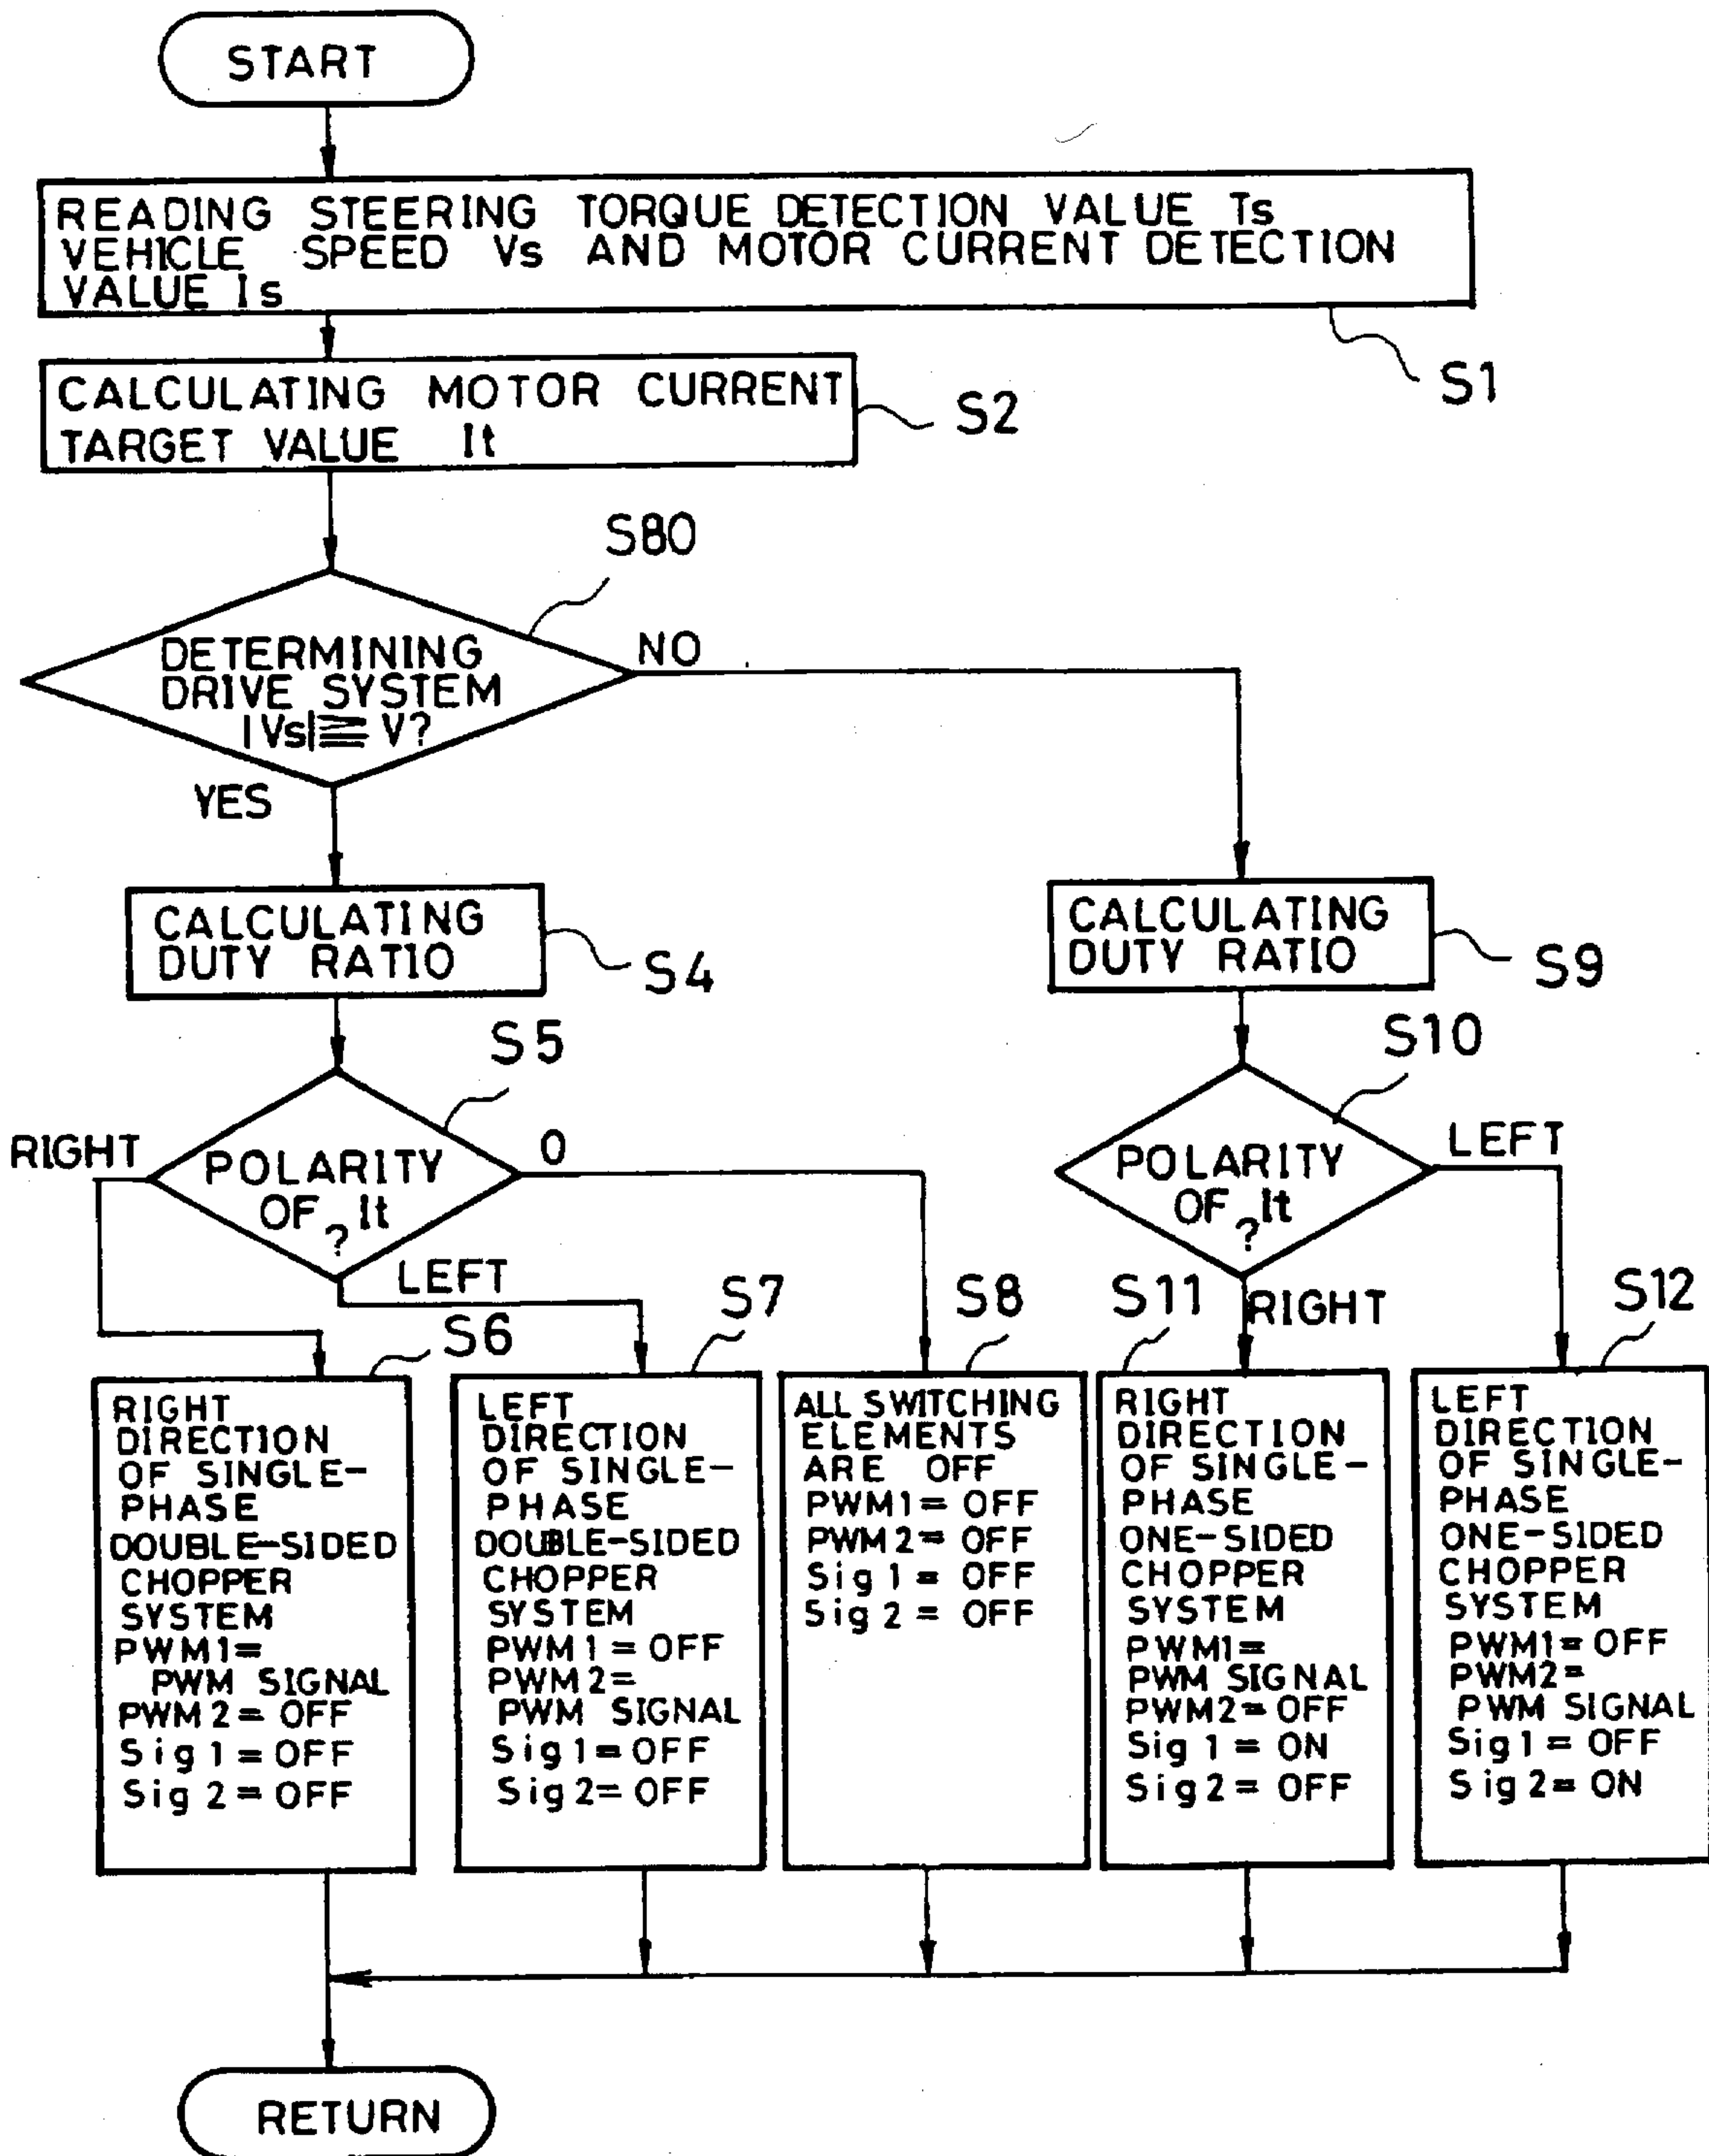 START
READING STEERING TORQUE DETECTION VALUE Ts
VEHICLE SPEED Vs AND MOTOR CURRENT DETECTION
VALUE Is
S1
CALCULATING MOTOR CURRENT
TARGET VALUE It
S2
S80
DETERMINING
DRIVE SYSTEM
|Vs|≧ V?
NO
YES
CALCULATING
DUTY RATIO
S4
CALCULATING
DUTY RATIO
S9
S5
POLARITY
OF It
?
RIGHT
0
LEFT
S10
POLARITY
OF It
?
LEFT
RIGHT
S6
RIGHT
DIRECTION
OF SINGLE-
PHASE
DOUBLE-SIDED
CHOPPER
SYSTEM
PWM1=
PWM SIGNAL
PWM2= OFF
Sig 1 = OFF
Sig 2 = OFF
S7
LEFT
DIRECTION
OF SINGLE-
PHASE
DOUBLE-SIDED
CHOPPER
SYSTEM
PWM1 = OFF
PWM2=
PWM SIGNAL
Sig 1= OFF
Sig 2= OFF
S8
ALL SWITCHING
ELEMENTS
ARE OFF
PWM1= OFF
PWM2= OFF
Sig 1 = OFF
Sig 2 = OFF
S11
RIGHT
DIRECTION
OF SINGLE-
PHASE
ONE-SIDED
CHOPPER
SYSTEM
PWM1=
PWM SIGNAL
PWM2= OFF
Sig 1 = ON
Sig 2 = OFF
S12
LEFT
DIRECTION
OF SINGLE-
PHASE
ONE-SIDED
CHOPPER
SYSTEM
PWM1= OFF
PWM2=
PWM SIGNAL
Sig 1 = OFF
Sig 2= ON
RETURN